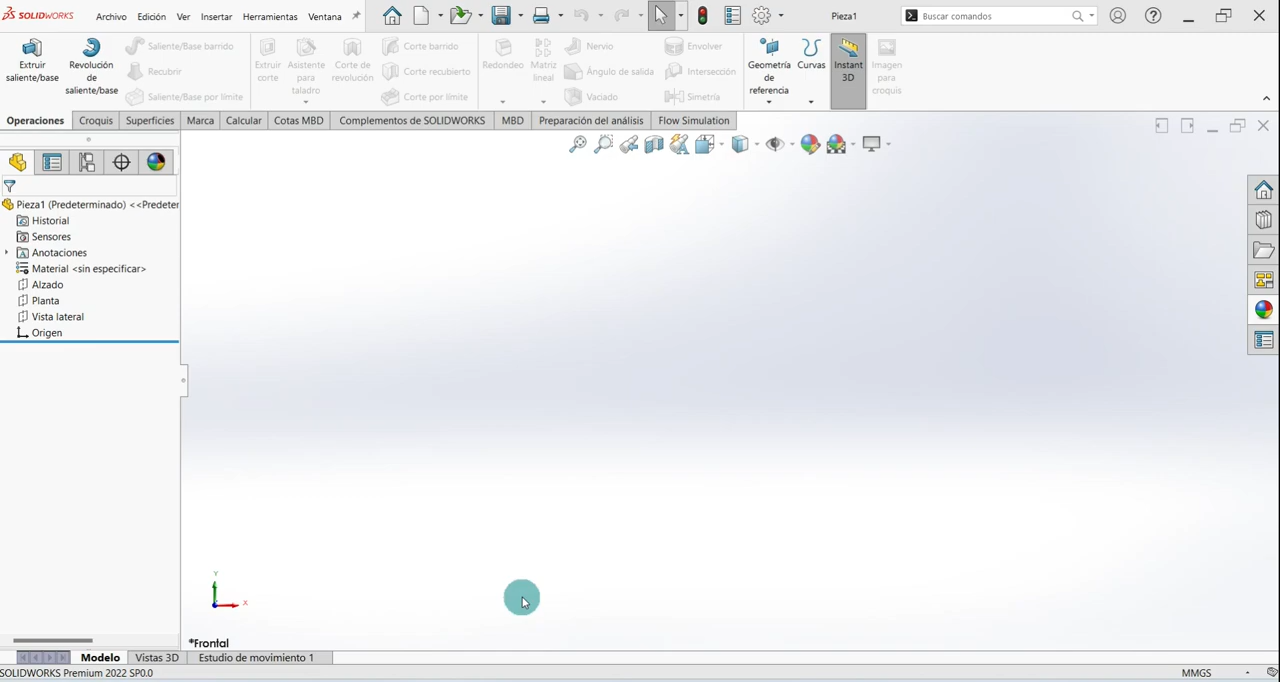 SOLIDWORKS Archivo Edición Ver Insertar Herramientas Ventana Pieza1 Buscar comandos
Extruir saliente/base
Revolución de saliente/base
Saliente/Base barrido
Recubrir
Saliente/Base por límite
Extruir corte
Asistente para taladro
Corte de revolución
Corte barrido
Corte recubierto
Corte por límite
Redondeo
Matriz lineal
Nervio
Ángulo de salida
Vaciado
Envolver
Intersección
Simetría
Geometría de referencia
Curvas
Instant 3D
Imagen para croquis
Operaciones Croquis Superficies Marca Calcular Cotas MBD Complementos de SOLIDWORKS MBD Preparación del análisis Flow Simulation
Pieza1 (Predeterminado) <<Predeter
Historial
Sensores
Anotaciones
Material <sin especificar>
Alzado
Planta
Vista lateral
Origen
Y
X
*Frontal
Modelo Vistas 3D Estudio de movimiento 1
SOLIDWORKS Premium 2022 SP0.0 MMGS